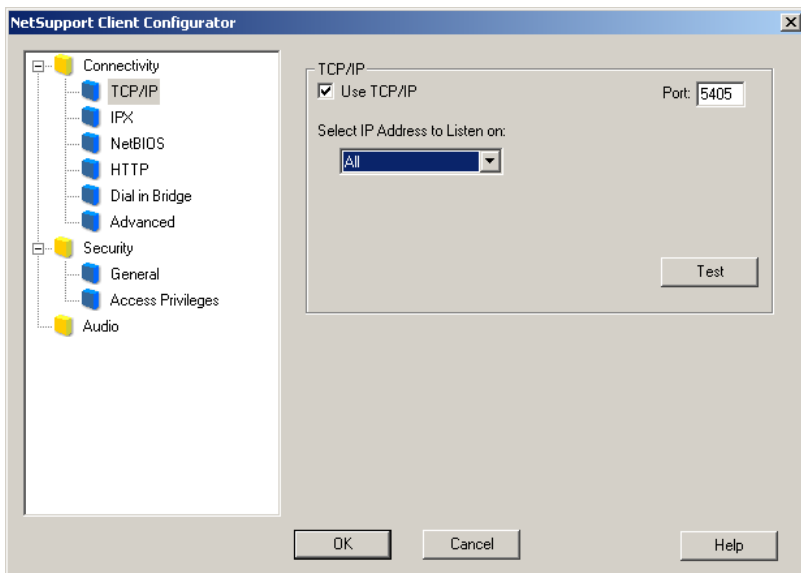 NetSupport Client Configurator
Connectivity
TCP/IP
IPX
NetBIOS
HTTP
Dial in Bridge
Advanced
Security
General
Access Privileges
Audio
TCP/IP
Use TCP/IP
Port: 5405
Select IP Address to Listen on:
All
Test
OK
Cancel
Help